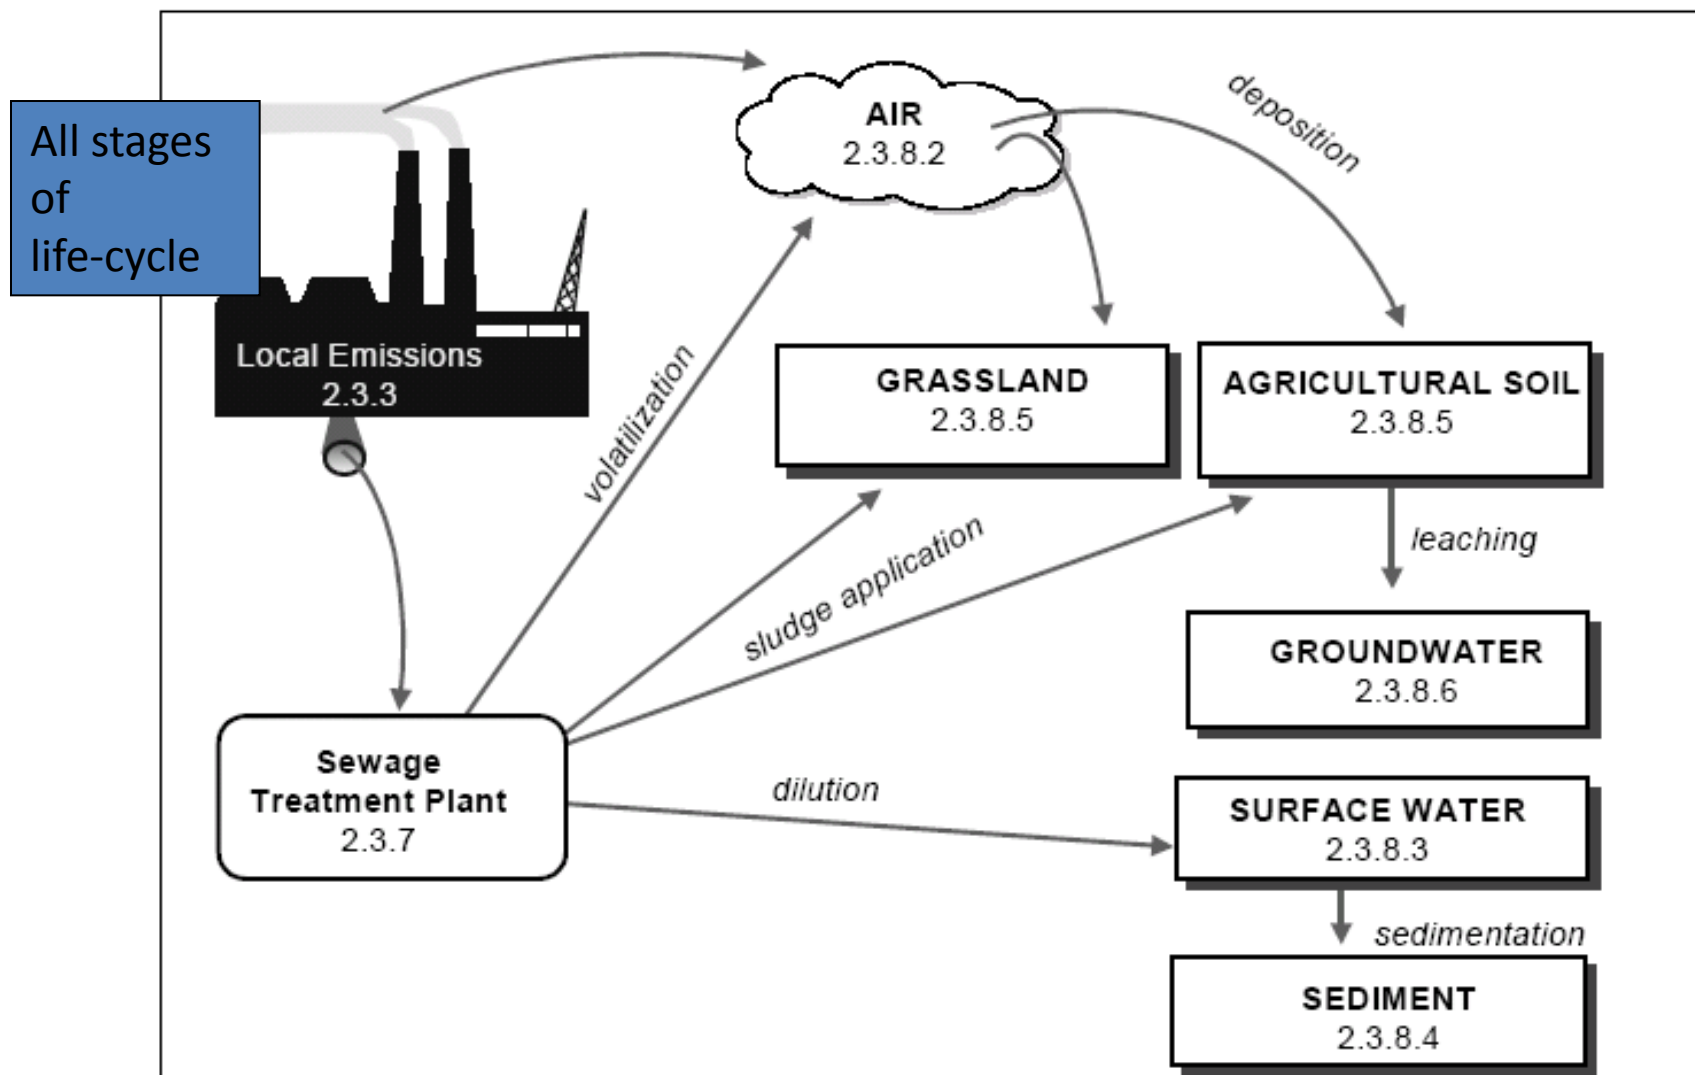 All stages
of
life-cycle
AIR
2.3.8.2
deposition
Local Emissions
2.3.3
volatilization
GRASSLAND
2.3.8.5
AGRICULTURAL SOIL
2.3.8.5
leaching
sludge application
GROUNDWATER
2.3.8.6
Sewage
Treatment Plant
2.3.7
dilution
SURFACE WATER
2.3.8.3
sedimentation
SEDIMENT
2.3.8.4